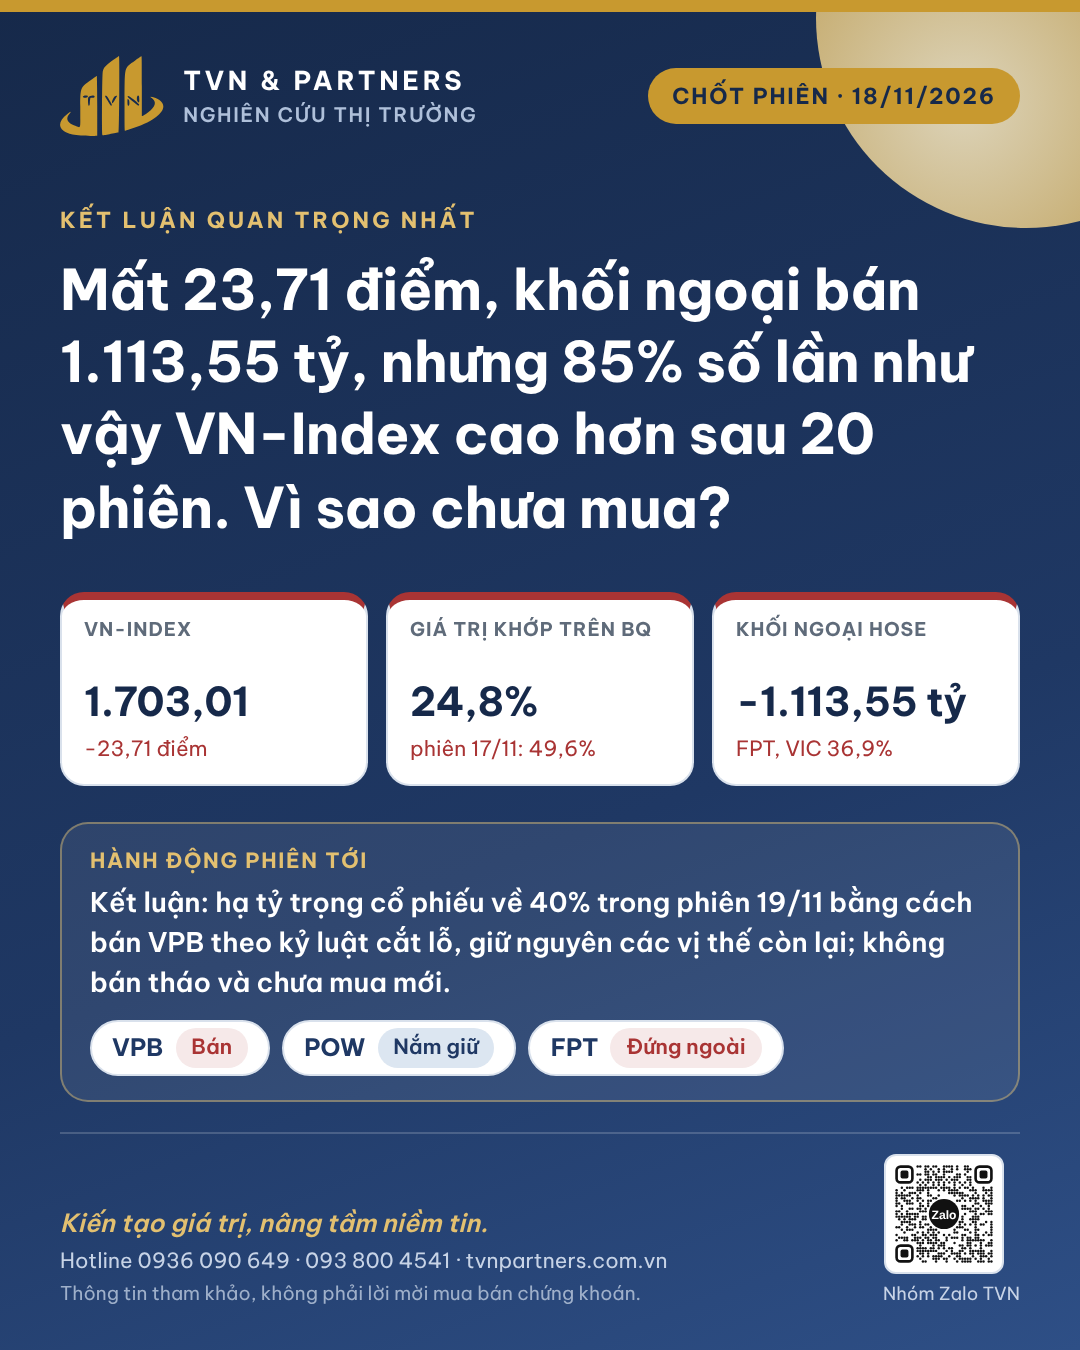 TVN & PARTNERS
NGHIÊN CỨU THỊ TRƯỜNG
TVN
CHỐT PHIÊN · 18/11/2026
KẾT LUẬN QUAN TRỌNG NHẤT
Mất 23,71 điểm, khối ngoại bán
1.113,55 tỷ, nhưng 85% số lần như
vậy VN-Index cao hơn sau 20
phiên. Vì sao chưa mua?
VN-INDEX
1.703,01
-23,71 điểm
GIÁ TRỊ KHỚP TRÊN BQ
24,8%
phiên 17/11: 49,6%
KHỐI NGOẠI HOSE
-1.113,55 tỷ
FPT, VIC 36,9%
HÀNH ĐỘNG PHIÊN TỚI
Kết luận: hạ tỷ trọng cổ phiếu về 40% trong phiên 19/11 bằng cách
bán VPB theo kỷ luật cắt lỗ, giữ nguyên các vị thế còn lại; không
bán tháo và chưa mua mới.
VPB Bán
POW Nắm giữ
FPT Đứng ngoài
Kiến tạo giá trị, nâng tầm niềm tin.
Hotline 0936 090 649 · 093 800 4541 · tvnpartners.com.vn
Thông tin tham khảo, không phải lời mời mua bán chứng khoán.
Zalo
Nhóm Zalo TVN